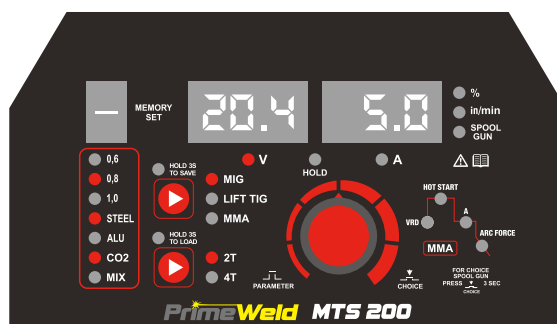 MEMORY
SET
20.4
5.0
%
in/min
SPOOL
GUN
0,6
0,8
1,0
STEEL
ALU
CO2
MIX
HOLD 3S
TO SAVE
HOLD 3S
TO LOAD
V
HOLD
A
MIG
LIFT TIG
MMA
2T
4T
PARAMETER
CHOICE
HOT START
VRD
A
ARC FORCE
MMA
FOR CHOICE
SPOOL GUN
PRESS CHOICE 3 SEC
PrimeWeld MTS 200